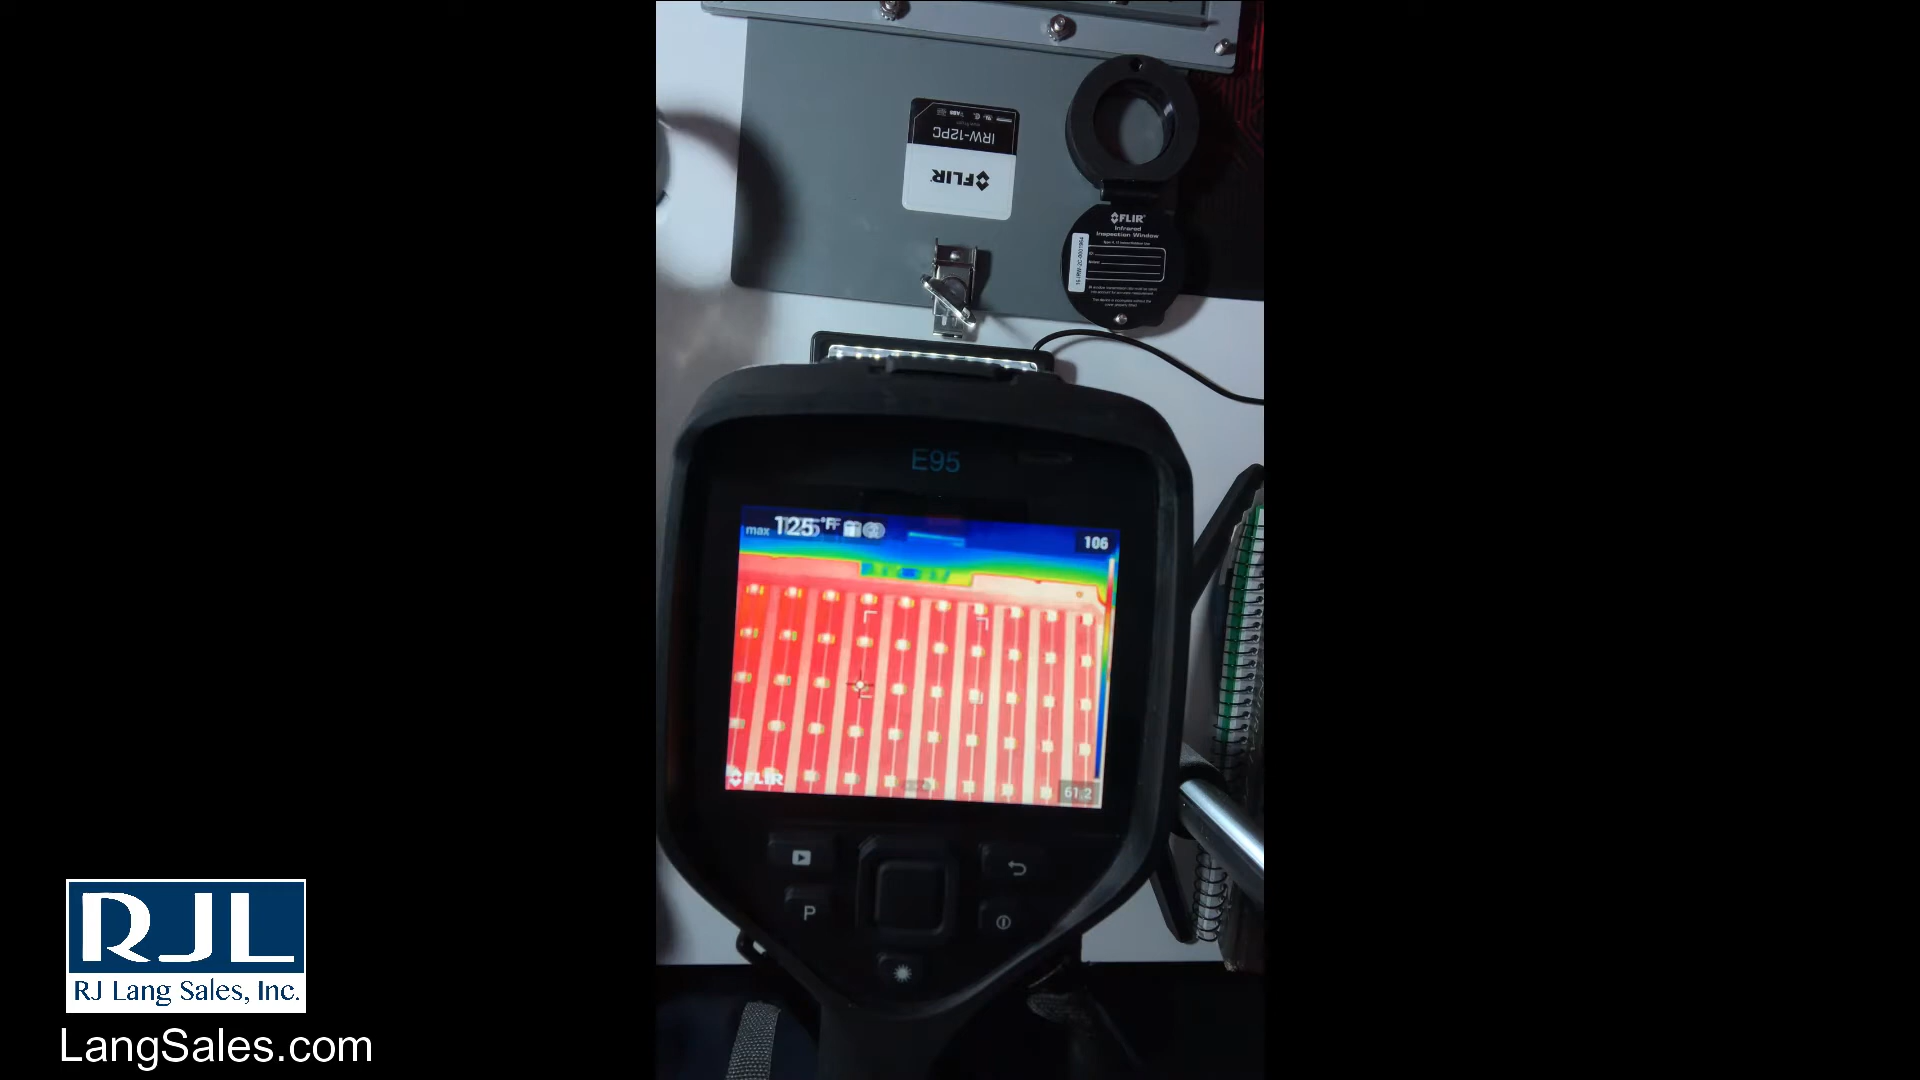 IRW-12PC
FLIR
FLIR
Infrared
Inspection Window
E95
max 125 °F
106
FLIR
61.2
P
RJL
RJ Lang Sales, Inc.
LangSales.com